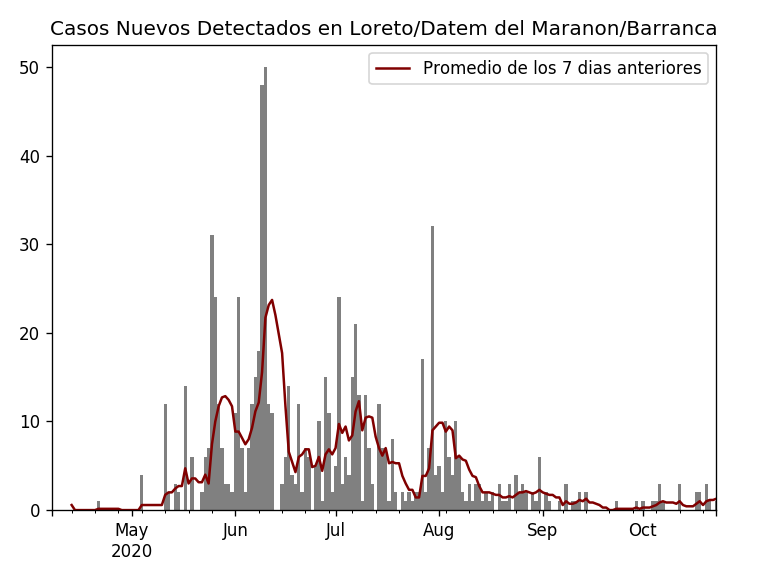 Casos Nuevos Detectados en Loreto/Datem del Maranon/Barranca
Promedio de los 7 dias anteriores
50
40
30
20
10
0
May Jun Jul Aug Sep Oct
2020